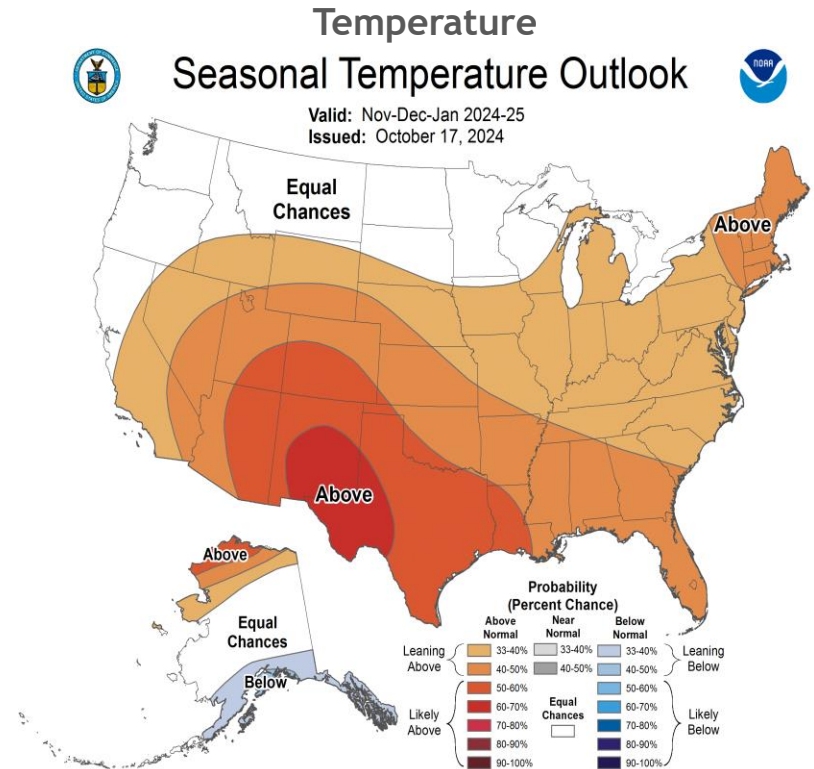 Temperature
Seasonal Temperature Outlook
NOAA
Valid: Nov-Dec-Jan 2024-25
Issued: October 17, 2024
Equal
Chances
Above
Above
Above
Equal
Chances
Below
Probability
(Percent Chance)
Above
Normal
Near
Normal
Below
Normal
Leaning
Above
33-40%
33-40%
33-40%
Leaning
Below
40-50%
40-50%
40-50%
50-60%
50-60%
Likely
Above
60-70%
Equal
Chances
60-70%
Likely
Below
70-80%
70-80%
80-90%
80-90%
90-100%
90-100%